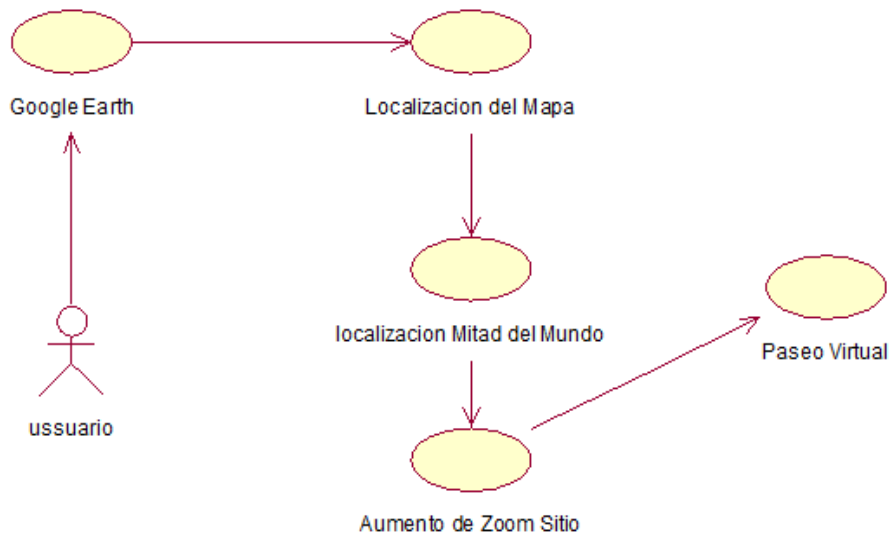 Google Earth
Localizacion del Mapa
localizacion Mitad del Mundo
Paseo Virtual
ussuario
Aumento de Zoom Sitio